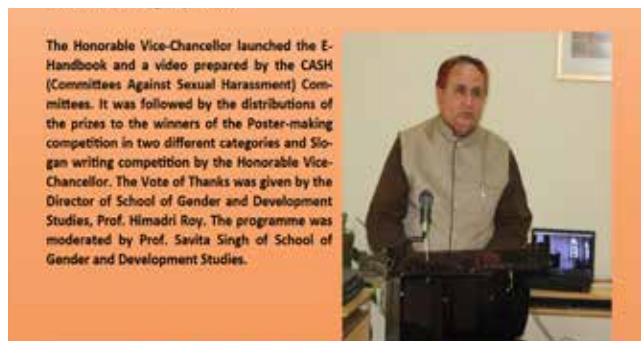 The Honorable Vice-Chancellor launched the E-
Handbook and a video prepared by the CASH
(Committees Against Sexual Harassment) Com-
mittees. It was followed by the distributions of
the prizes to the winners of the Poster-making
competition in two different categories and Slo-
gan writing competition by the Honorable Vice-
Chancellor. The Vote of Thanks was given by the
Director of School of Gender and Development
Studies, Prof. Himadri Roy. The programme was
moderated by Prof. Savita Singh of School of
Gender and Development Studies.